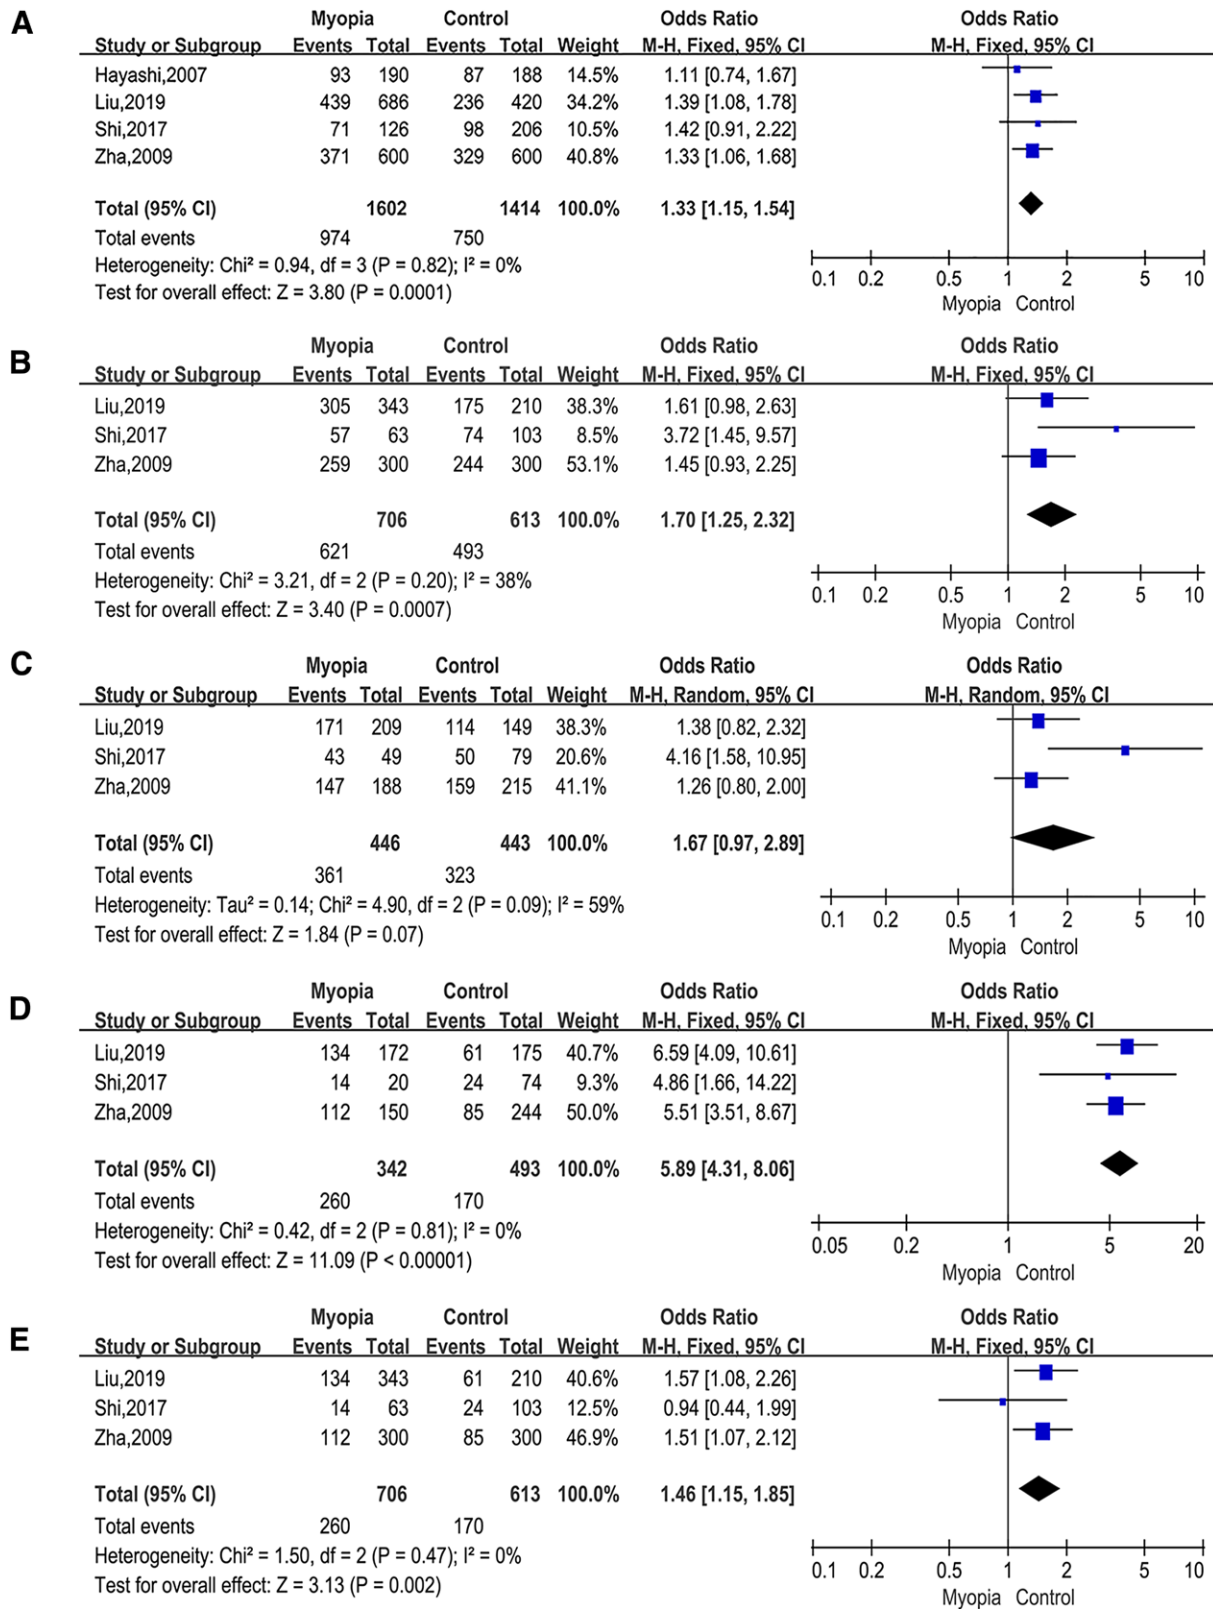 A
Myopia Control Odds Ratio Odds Ratio
Study or Subgroup Events Total Events Total Weight M-H, Fixed, 95% CI M-H, Fixed, 95% CI
Hayashi,2007 93 190 87 188 14.5% 1.11 [0.74, 1.67]
Liu,2019 439 686 236 420 34.2% 1.39 [1.08, 1.78]
Shi,2017 71 126 98 206 10.5% 1.42 [0.91, 2.22]
Zha,2009 371 600 329 600 40.8% 1.33 [1.06, 1.68]
Total (95% CI) 1602 1414 100.0% 1.33 [1.15, 1.54]
Total events 974 750
Heterogeneity: Chi² = 0.94, df = 3 (P = 0.82); I² = 0%
Test for overall effect: Z = 3.80 (P = 0.0001)
0.1 0.2 0.5 1 2 5 10
Myopia Control
B
Myopia Control Odds Ratio Odds Ratio
Study or Subgroup Events Total Events Total Weight M-H, Fixed, 95% CI M-H, Fixed, 95% CI
Liu,2019 305 343 175 210 38.3% 1.61 [0.98, 2.63]
Shi,2017 57 63 74 103 8.5% 3.72 [1.45, 9.57]
Zha,2009 259 300 244 300 53.1% 1.45 [0.93, 2.25]
Total (95% CI) 706 613 100.0% 1.70 [1.25, 2.32]
Total events 621 493
Heterogeneity: Chi² = 3.21, df = 2 (P = 0.20); I² = 38%
Test for overall effect: Z = 3.40 (P = 0.0007)
0.1 0.2 0.5 1 2 5 10
Myopia Control
C
Myopia Control Odds Ratio Odds Ratio
Study or Subgroup Events Total Events Total Weight M-H, Random, 95% CI M-H, Random, 95% CI
Liu,2019 171 209 114 149 38.3% 1.38 [0.82, 2.32]
Shi,2017 43 49 50 79 20.6% 4.16 [1.58, 10.95]
Zha,2009 147 188 159 215 41.1% 1.26 [0.80, 2.00]
Total (95% CI) 446 443 100.0% 1.67 [0.97, 2.89]
Total events 361 323
Heterogeneity: Tau² = 0.14; Chi² = 4.90, df = 2 (P = 0.09); I² = 59%
Test for overall effect: Z = 1.84 (P = 0.07)
0.1 0.2 0.5 1 2 5 10
Myopia Control
D
Myopia Control Odds Ratio Odds Ratio
Study or Subgroup Events Total Events Total Weight M-H, Fixed, 95% CI M-H, Fixed, 95% CI
Liu,2019 134 172 61 175 40.7% 6.59 [4.09, 10.61]
Shi,2017 14 20 24 74 9.3% 4.86 [1.66, 14.22]
Zha,2009 112 150 85 244 50.0% 5.51 [3.51, 8.67]
Total (95% CI) 342 493 100.0% 5.89 [4.31, 8.06]
Total events 260 170
Heterogeneity: Chi² = 0.42, df = 2 (P = 0.81); I² = 0%
Test for overall effect: Z = 11.09 (P < 0.00001)
0.05 0.2 1 5 20
Myopia Control
E
Myopia Control Odds Ratio Odds Ratio
Study or Subgroup Events Total Events Total Weight M-H, Fixed, 95% CI M-H, Fixed, 95% CI
Liu,2019 134 343 61 210 40.6% 1.57 [1.08, 2.26]
Shi,2017 14 63 24 103 12.5% 0.94 [0.44, 1.99]
Zha,2009 112 300 85 300 46.9% 1.51 [1.07, 2.12]
Total (95% CI) 706 613 100.0% 1.46 [1.15, 1.85]
Total events 260 170
Heterogeneity: Chi² = 1.50, df = 2 (P = 0.47); I² = 0%
Test for overall effect: Z = 3.13 (P = 0.002)
0.1 0.2 0.5 1 2 5 10
Myopia Control